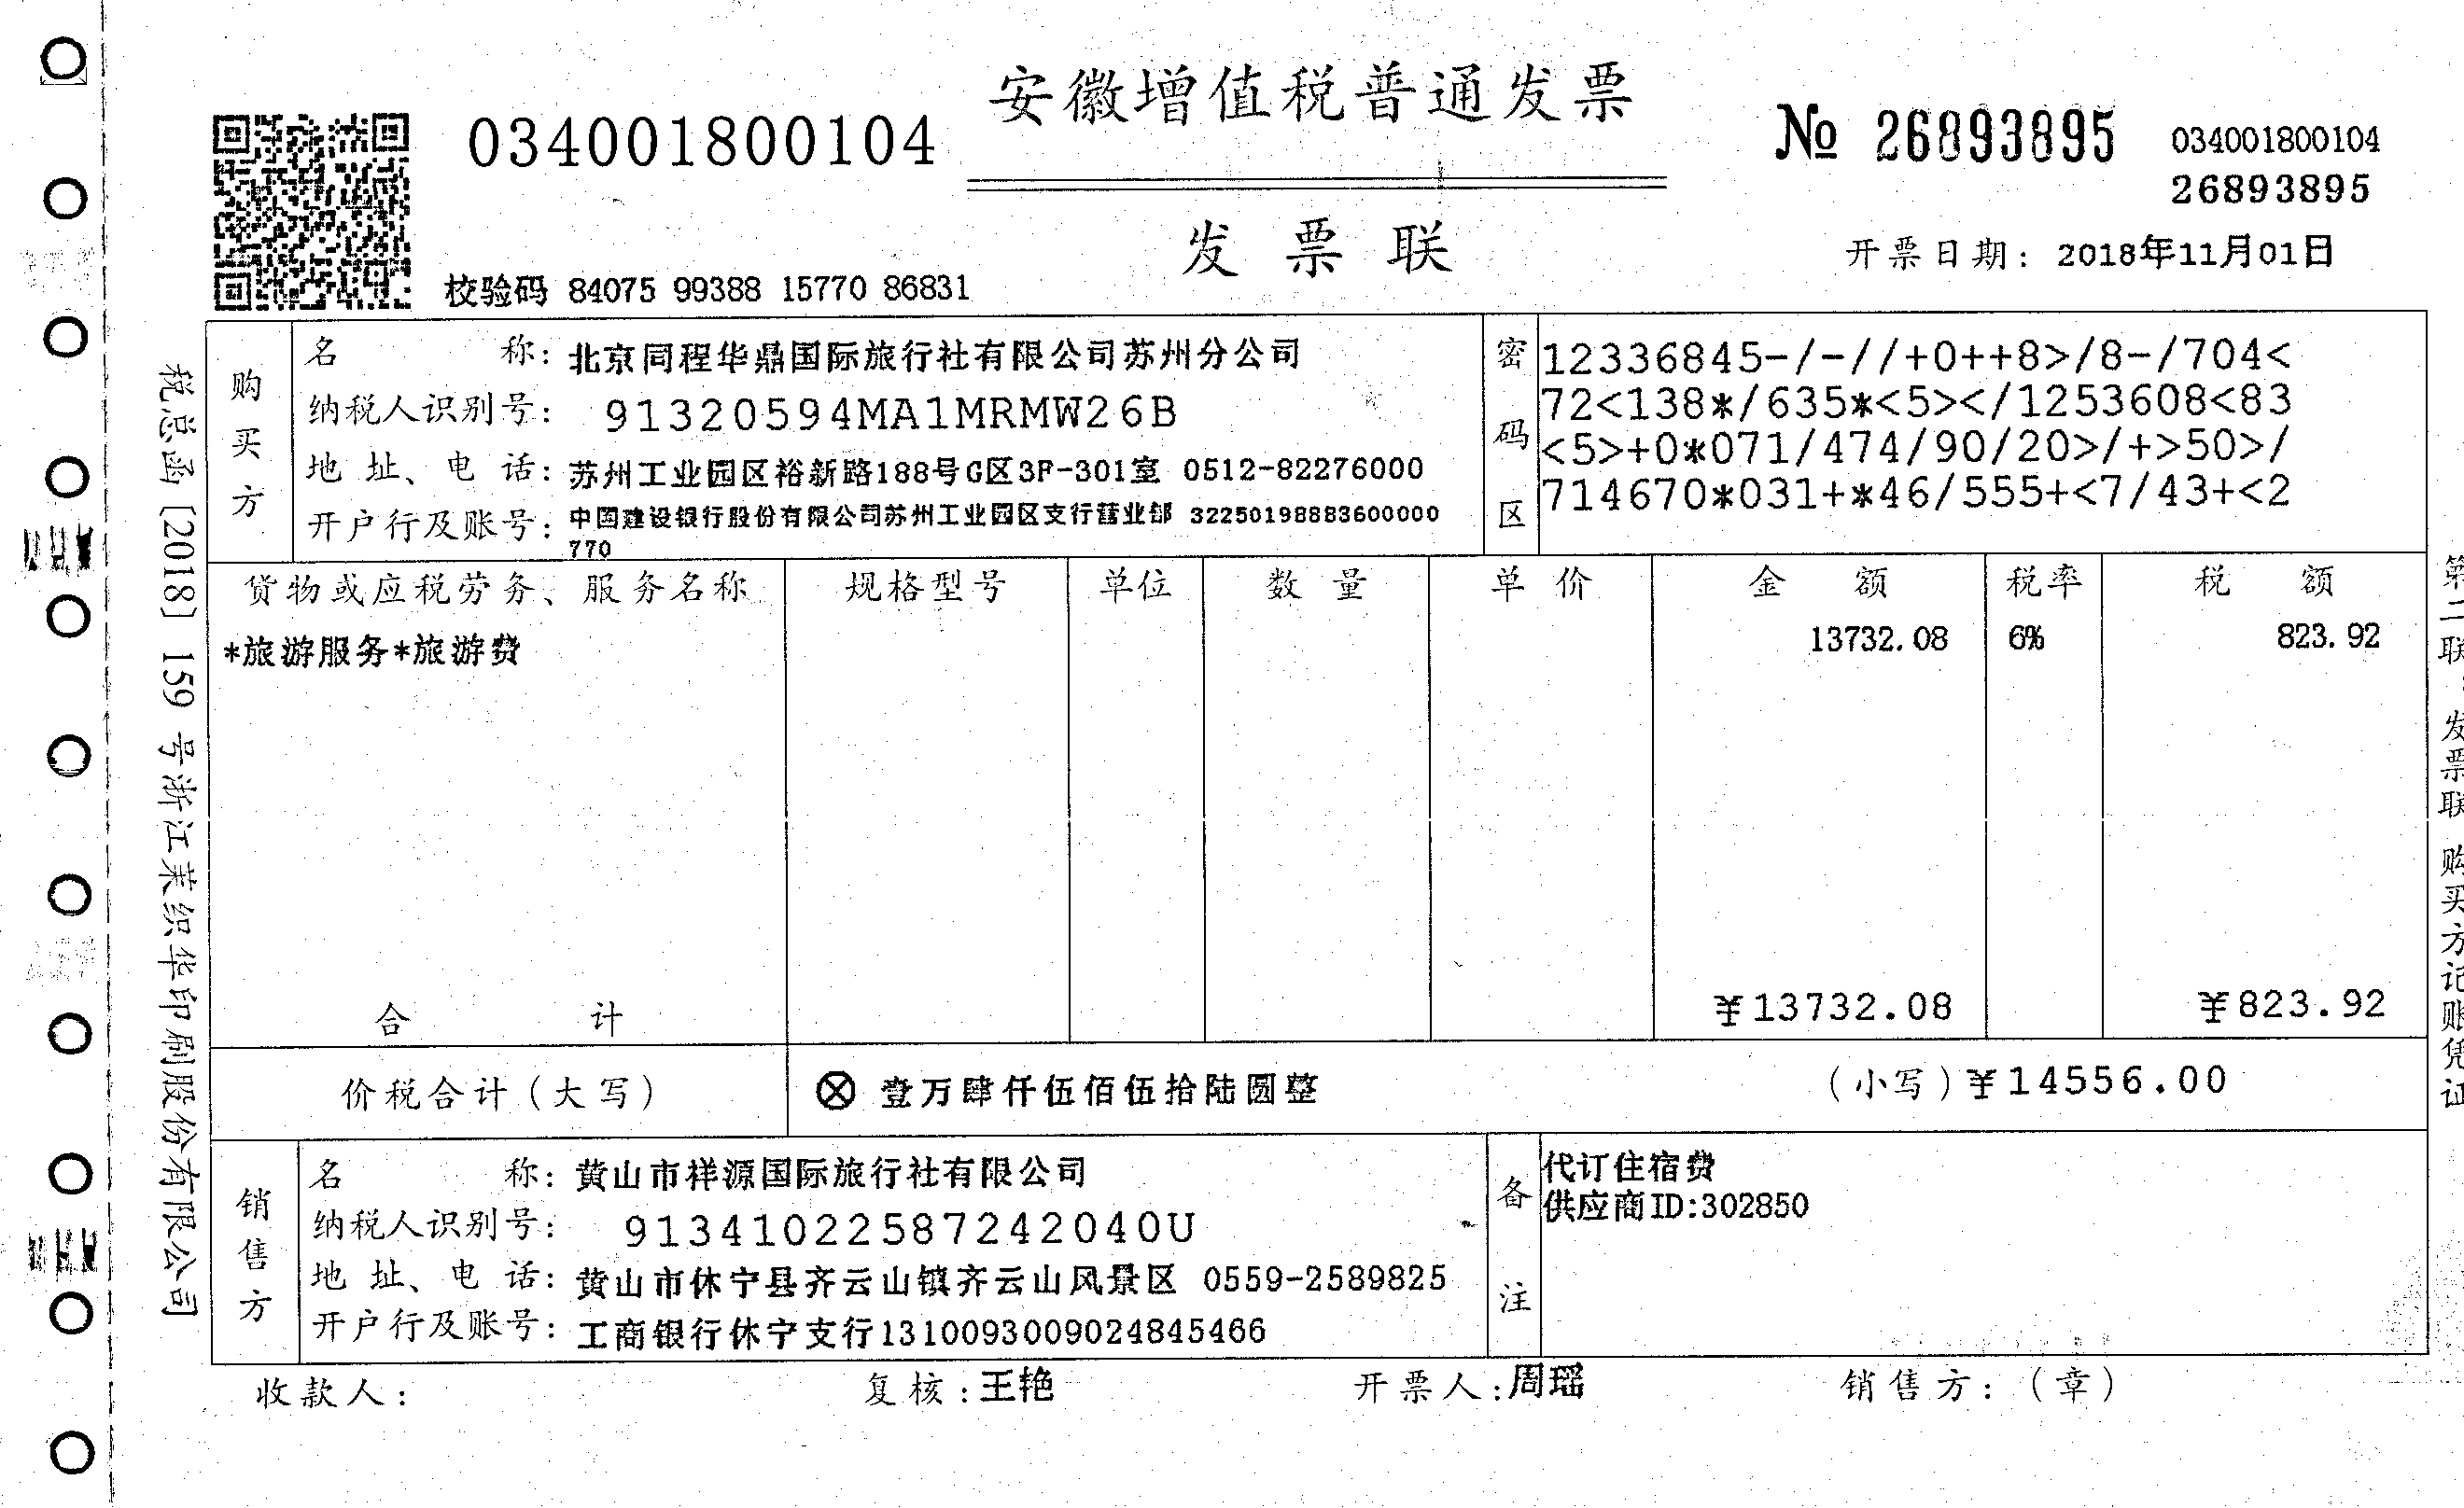 安徽增值税普通发票
034001800104
№ 26893895
034001800104
26893895
发票联
开票日期: 2018年11月01日
校验码 84075 99388 15770 86831
购买方
名 称: 北京同程华鼎国际旅行社有限公司苏州分公司
纳税人识别号: 91320594MA1MRMW26B
地 址、电 话: 苏州工业园区裕新路188号G区3F-301室 0512-82276000
开户行及账号: 中国建设银行股份有限公司苏州工业园区支行营业部 32250198883600000
770
密码区
12336845-/-//+0++8>/8-/704<
72<138*/635*<5></1253608<83
<5>+0*071/474/90/20>/+>50>/
714670*031+*46/555+<7/43+<2
货物或应税劳务、服务名称 规格型号 单位 数 量 单 价 金 额 税率 税 额
*旅游服务*旅游费 13732.08 6% 823.92
合 计 ¥13732.08 ¥823.92
价税合计(大写) ⊗ 壹万肆仟伍佰伍拾陆圆整 (小写)¥14556.00
销售方
名 称: 黄山市祥源国际旅行社有限公司
纳税人识别号: 91341022587242040U
地 址、电 话: 黄山市休宁县齐云山镇齐云山风景区 0559-2589825
开户行及账号: 工商银行休宁支行1310093009024845466
备注
代订住宿费
供应商ID:302850
收款人: 复核:王艳 开票人:周瑶 销售方:(章)
税总函[2018] 159 号浙江茉织华印刷股份有限公司
第二联:发票联 购买方记账凭证